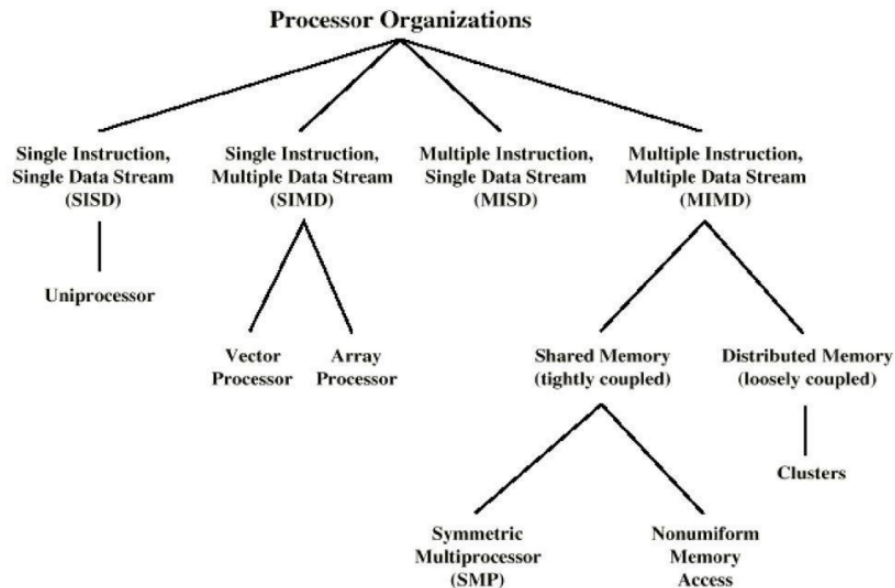 Processor Organizations
Single Instruction,
Single Data Stream
(SISD)
Single Instruction,
Multiple Data Stream
(SIMD)
Multiple Instruction,
Single Data Stream
(MISD)
Multiple Instruction,
Multiple Data Stream
(MIMD)
Uniprocessor
Vector
Processor
Array
Processor
Shared Memory
(tightly coupled)
Distributed Memory
(loosely coupled)
Clusters
Symmetric
Multiprocessor
(SMP)
Nonumiform
Memory
Access